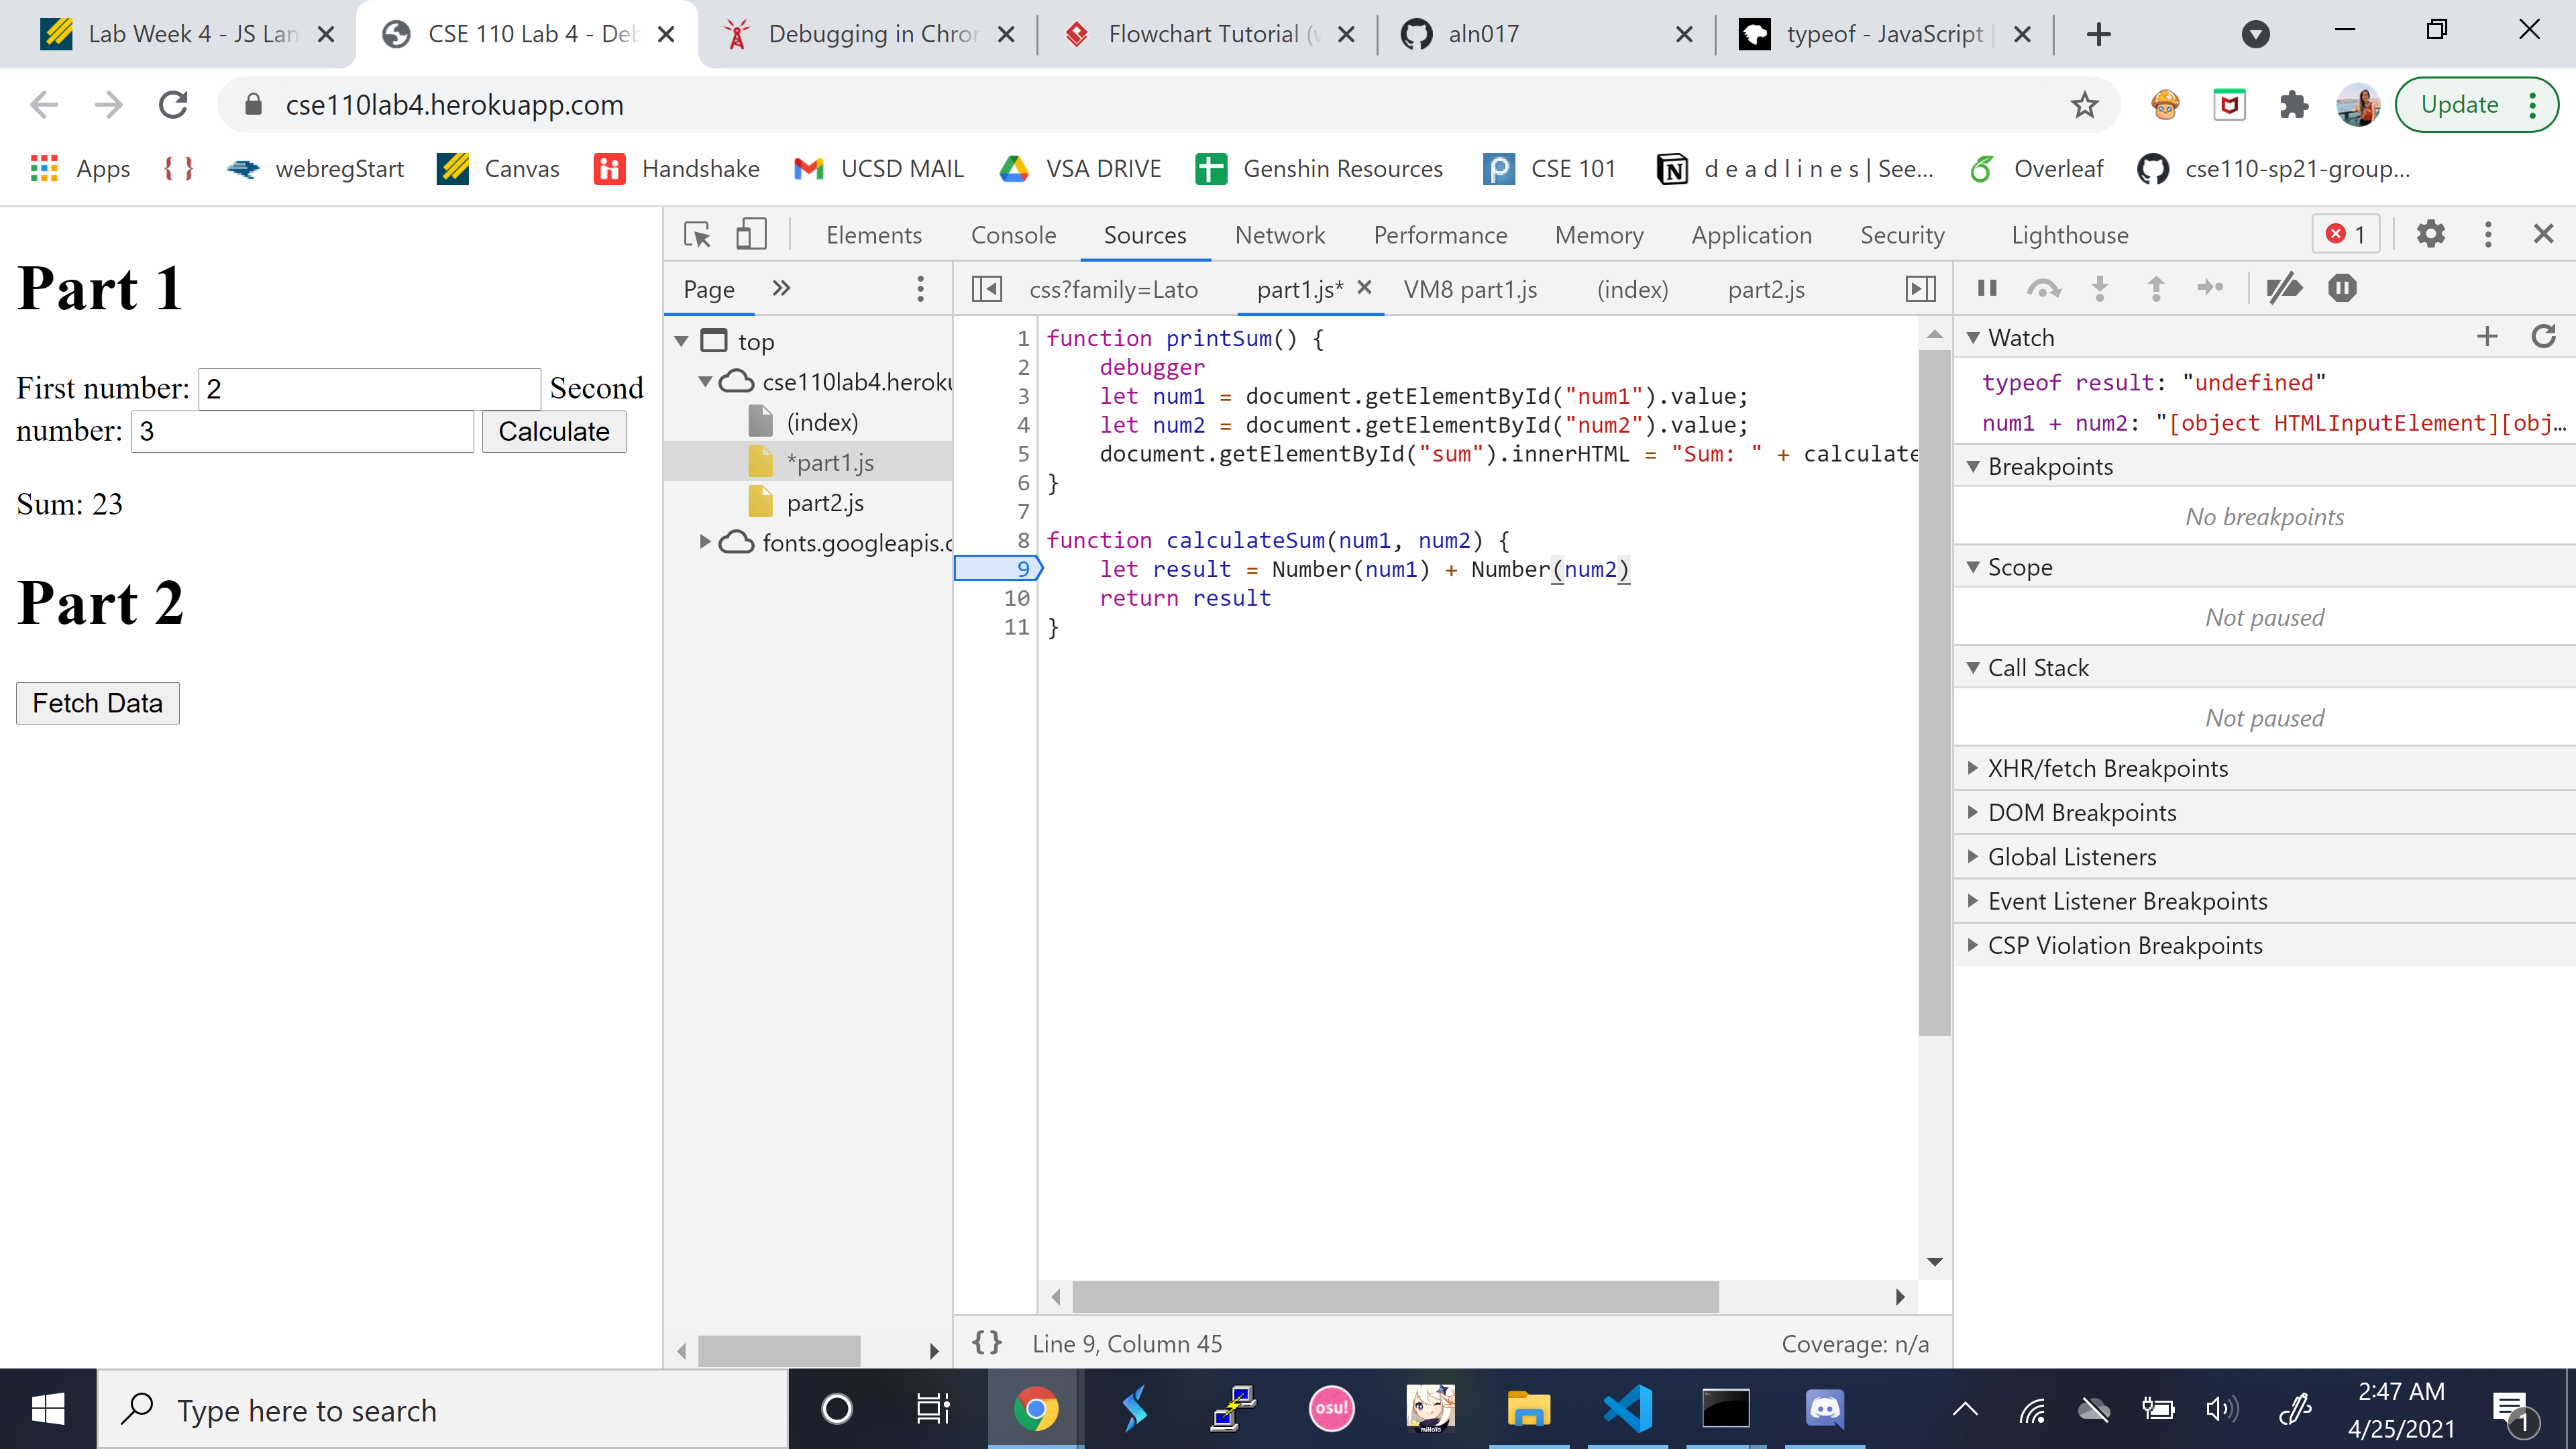 Lab Week 4 - JS Lan
CSE 110 Lab 4 - Deb
Debugging in Chron
Flowchart Tutorial (w
aln017
typeof - JavaScript |
cse110lab4.herokuapp.com
Update
Apps
webregStart
Canvas
Handshake
UCSD MAIL
VSA DRIVE
Genshin Resources
CSE 101
d e a d l i n e s | See...
Overleaf
cse110-sp21-group...
Part 1
First number: 2 Second
number: 3 Calculate
Sum: 23
Part 2
Fetch Data
Elements Console Sources Network Performance Memory Application Security Lighthouse 1
Page »
top
cse110lab4.heroku
(index)
*part1.js
part2.js
fonts.googleapis.c
css?family=Lato part1.js* VM8 part1.js (index) part2.js
1 function printSum() {
2 debugger
3 let num1 = document.getElementById("num1").value;
4 let num2 = document.getElementById("num2").value;
5 document.getElementById("sum").innerHTML = "Sum: " + calculate
6 }
7
8 function calculateSum(num1, num2) {
9 let result = Number(num1) + Number(num2)
10 return result
11 }
{} Line 9, Column 45 Coverage: n/a
Watch
typeof result: "undefined"
num1 + num2: "[object HTMLInputElement][obj...
Breakpoints
No breakpoints
Scope
Not paused
Call Stack
Not paused
XHR/fetch Breakpoints
DOM Breakpoints
Global Listeners
Event Listener Breakpoints
CSP Violation Breakpoints
Type here to search
osu!
miHoYo
2:47 AM
4/25/2021
1